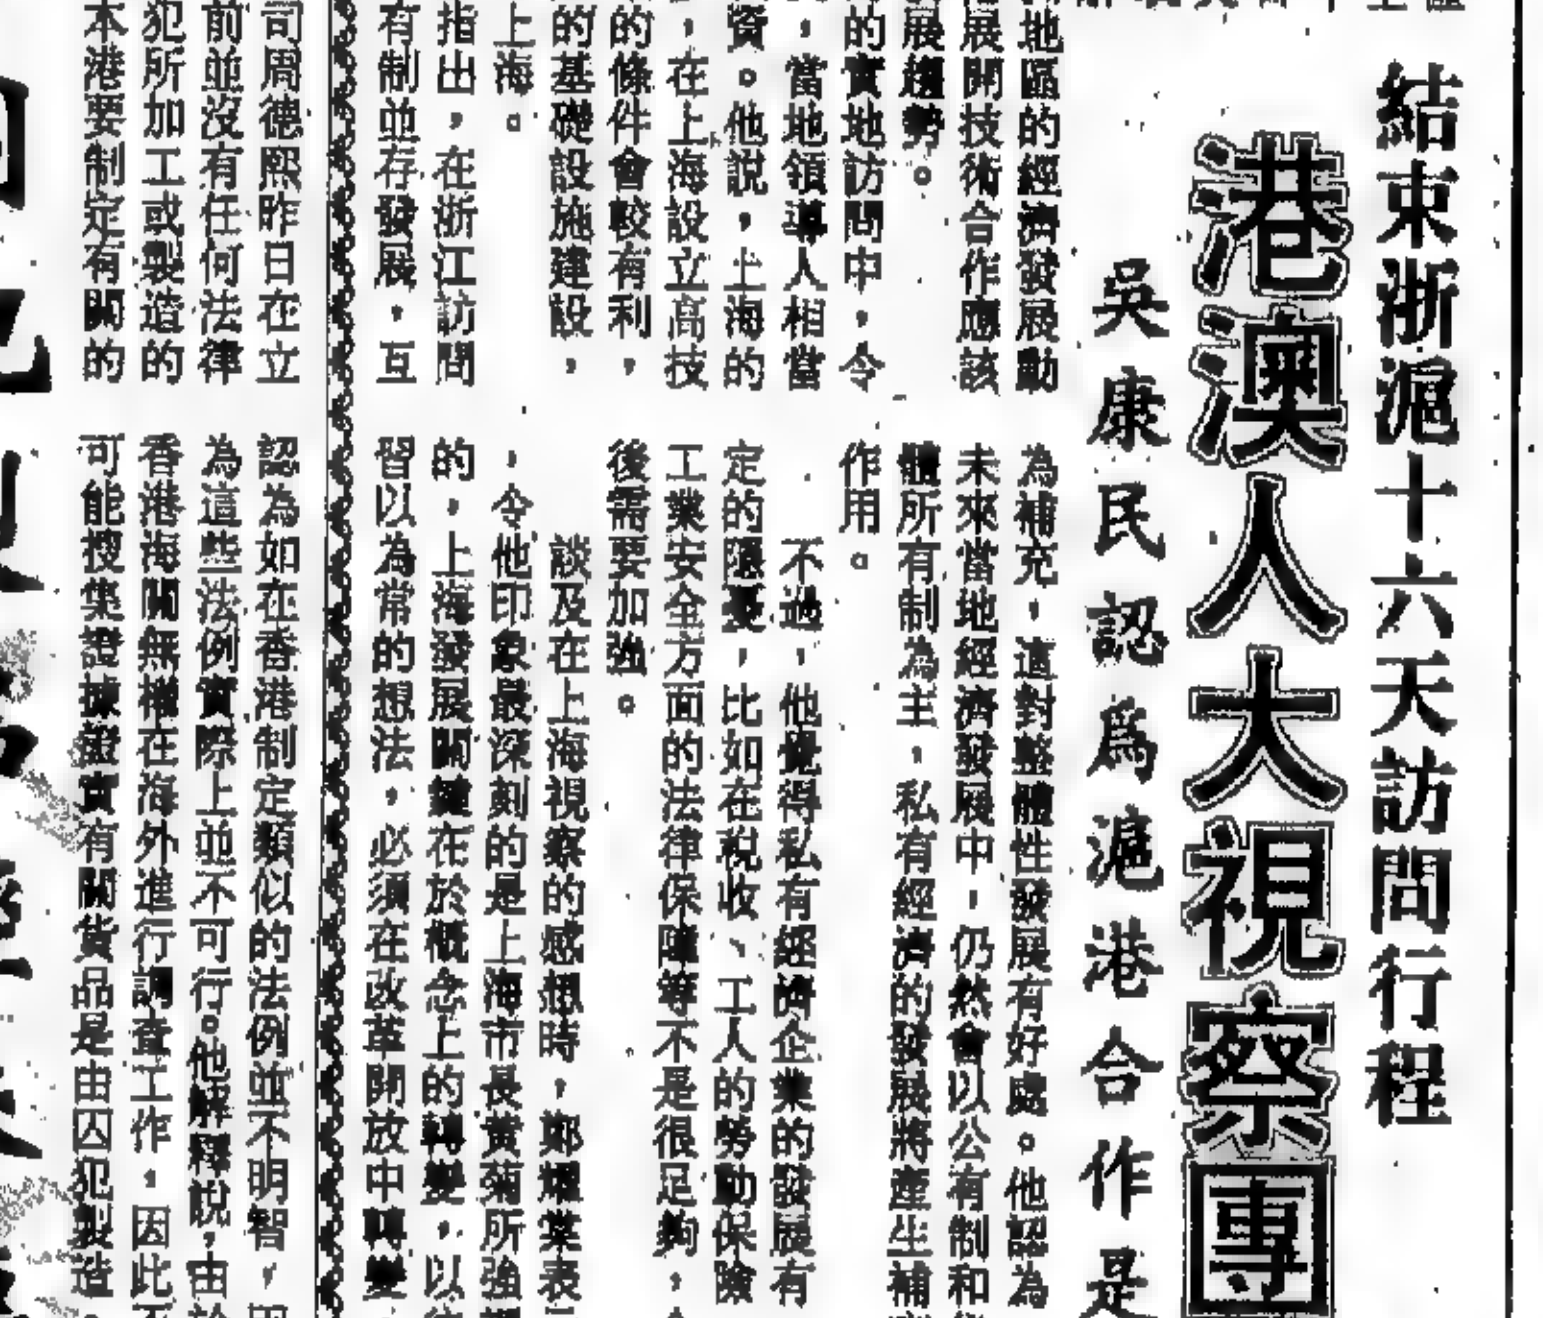 結束浙滬十六天訪問行程
港澳人大視察團
吳康民認爲滬港合作是
地區的經濟發展動
展開技術合作應該
展趨勢。
的實地訪問中，令
，當地領導人相當
資。他說，上海的
，在上海設立高技
的條件會較有利，
的基礎設施建設，
上海。
指出，在浙江訪問
有制並存發展，互
為補充，這對整體性發展有好處。他認為
未來當地經濟發展中，仍然會以公有制和
體所有制為主，私有經濟的發展將產生補
作用。
不過，他覺得私有經濟企業的發展有
定的隱憂，比如在稅收、工人的勞動保險
工業安全方面的法律保障等不是很足夠，
後需要加強。
談及在上海視察的感想時，鄭耀棠表
，令他印象最深刻的是上海市長黃菊所強
的，上海發展關鍵在於概念上的轉變，以
習以為常的想法，必須在改革開放中轉變
司周德熙昨日在立
前並沒有任何法律
犯所加工或製造的
本港要制定有關的
認為如在香港制定類似的法例並不明智，
為這些法例實際上並不可行。他解釋說，由於
香港海關無權在海外進行調查工作，因此不
可能搜集證據證實有關貨品是由囚犯製造。